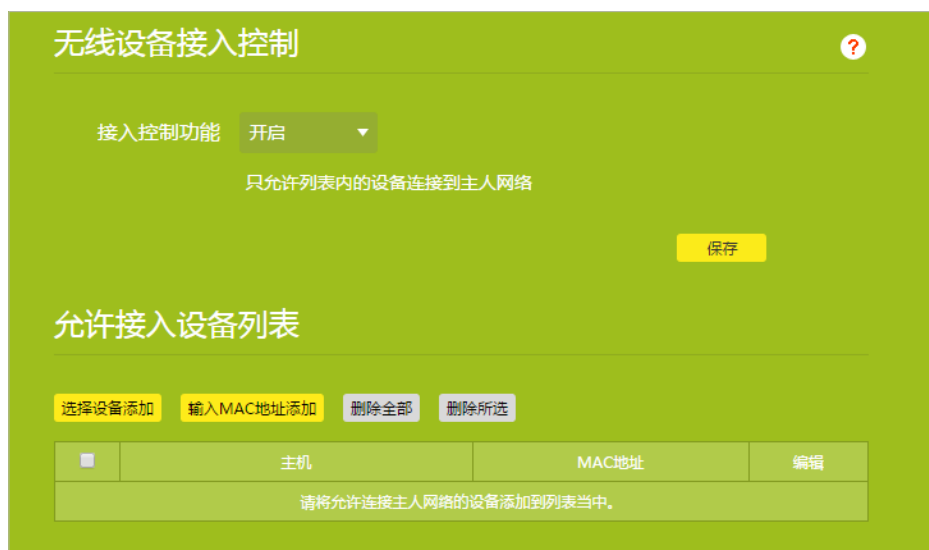 无线设备接入控制
?
接入控制功能 开启
只允许列表内的设备连接到主人网络
保存
允许接入设备列表
选择设备添加 输入MAC地址添加 删除全部 删除所选
主机 MAC地址 编辑
请将允许连接主人网络的设备添加到列表当中。